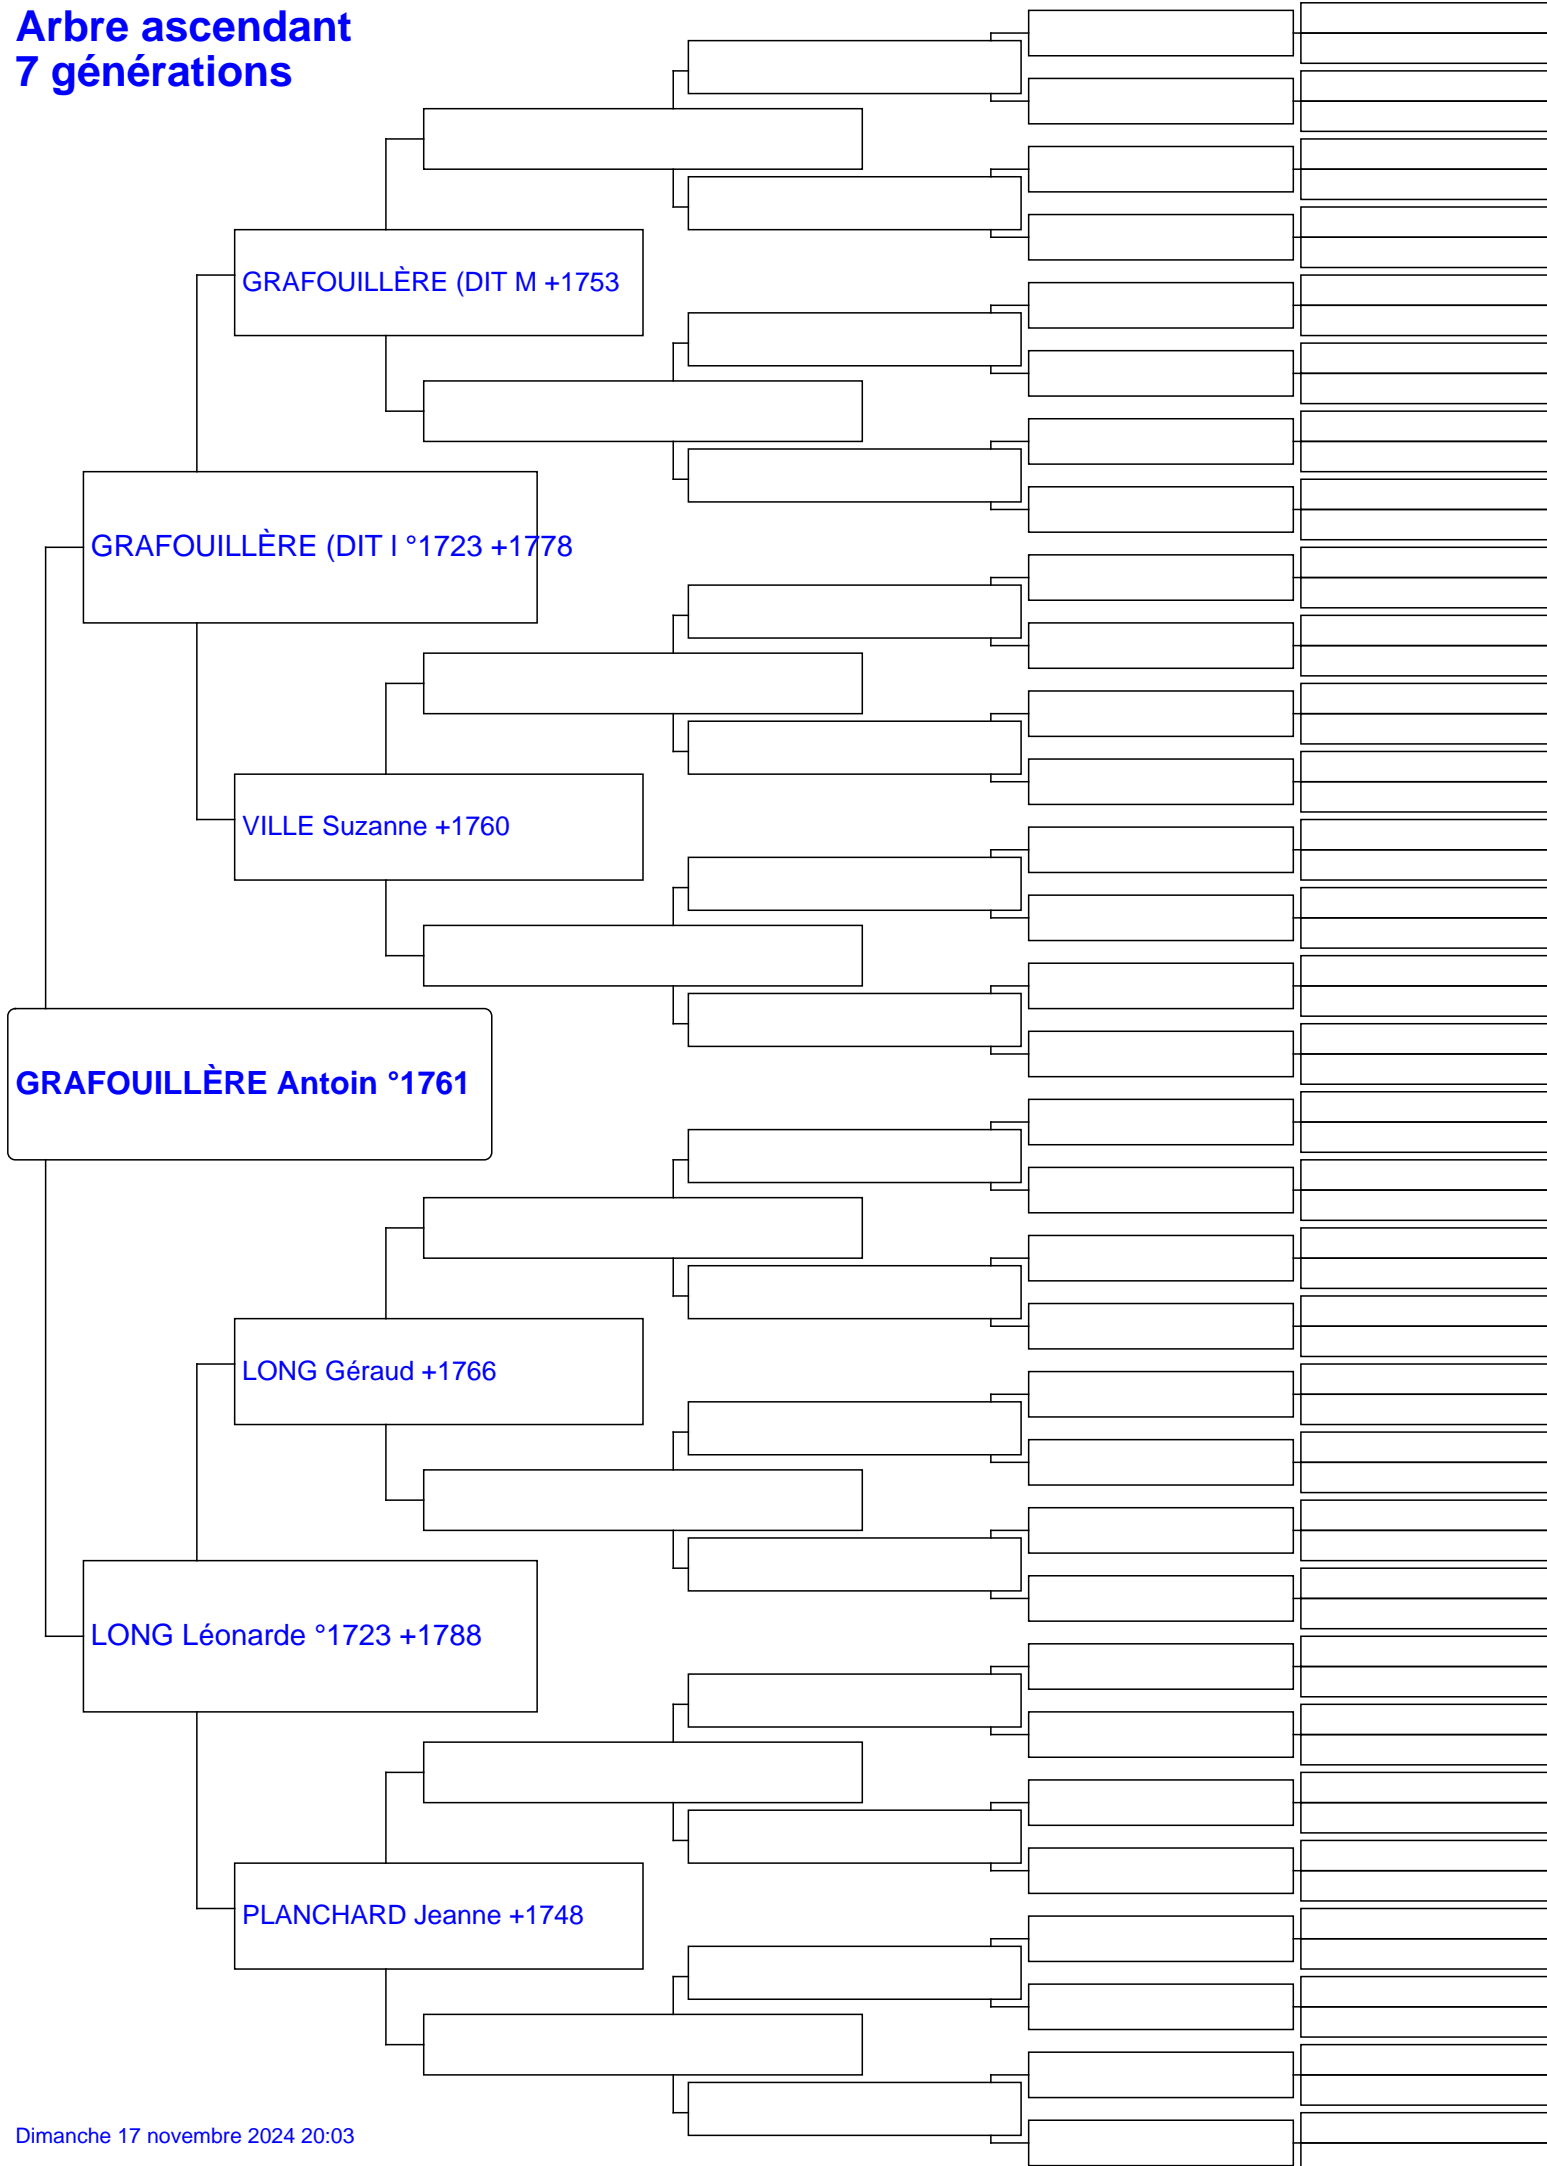 Arbre ascendant
7 générations
GRAFOUILLÈRE (DIT M +1753
GRAFOUILLÈRE (DIT I °1723 +1778
VILLE Suzanne +1760
GRAFOUILLÈRE Antoin °1761
LONG Géraud +1766
LONG Léonarde °1723 +1788
PLANCHARD Jeanne +1748
Dimanche 17 novembre 2024 20:03